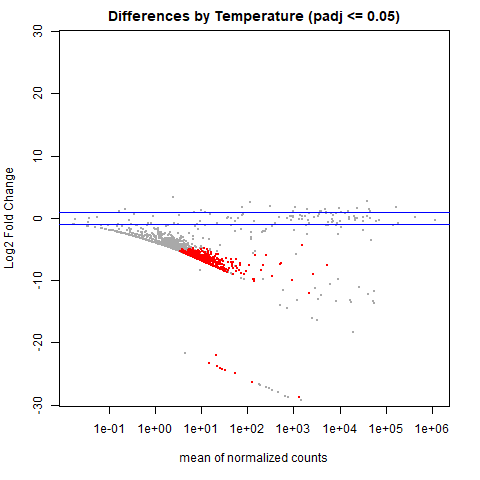 Differences by Temperature (padj <= 0.05)
Log2 Fold Change
30
20
10
0
-10
-20
-30
1e-01 1e+00 1e+01 1e+02 1e+03 1e+04 1e+05 1e+06
mean of normalized counts